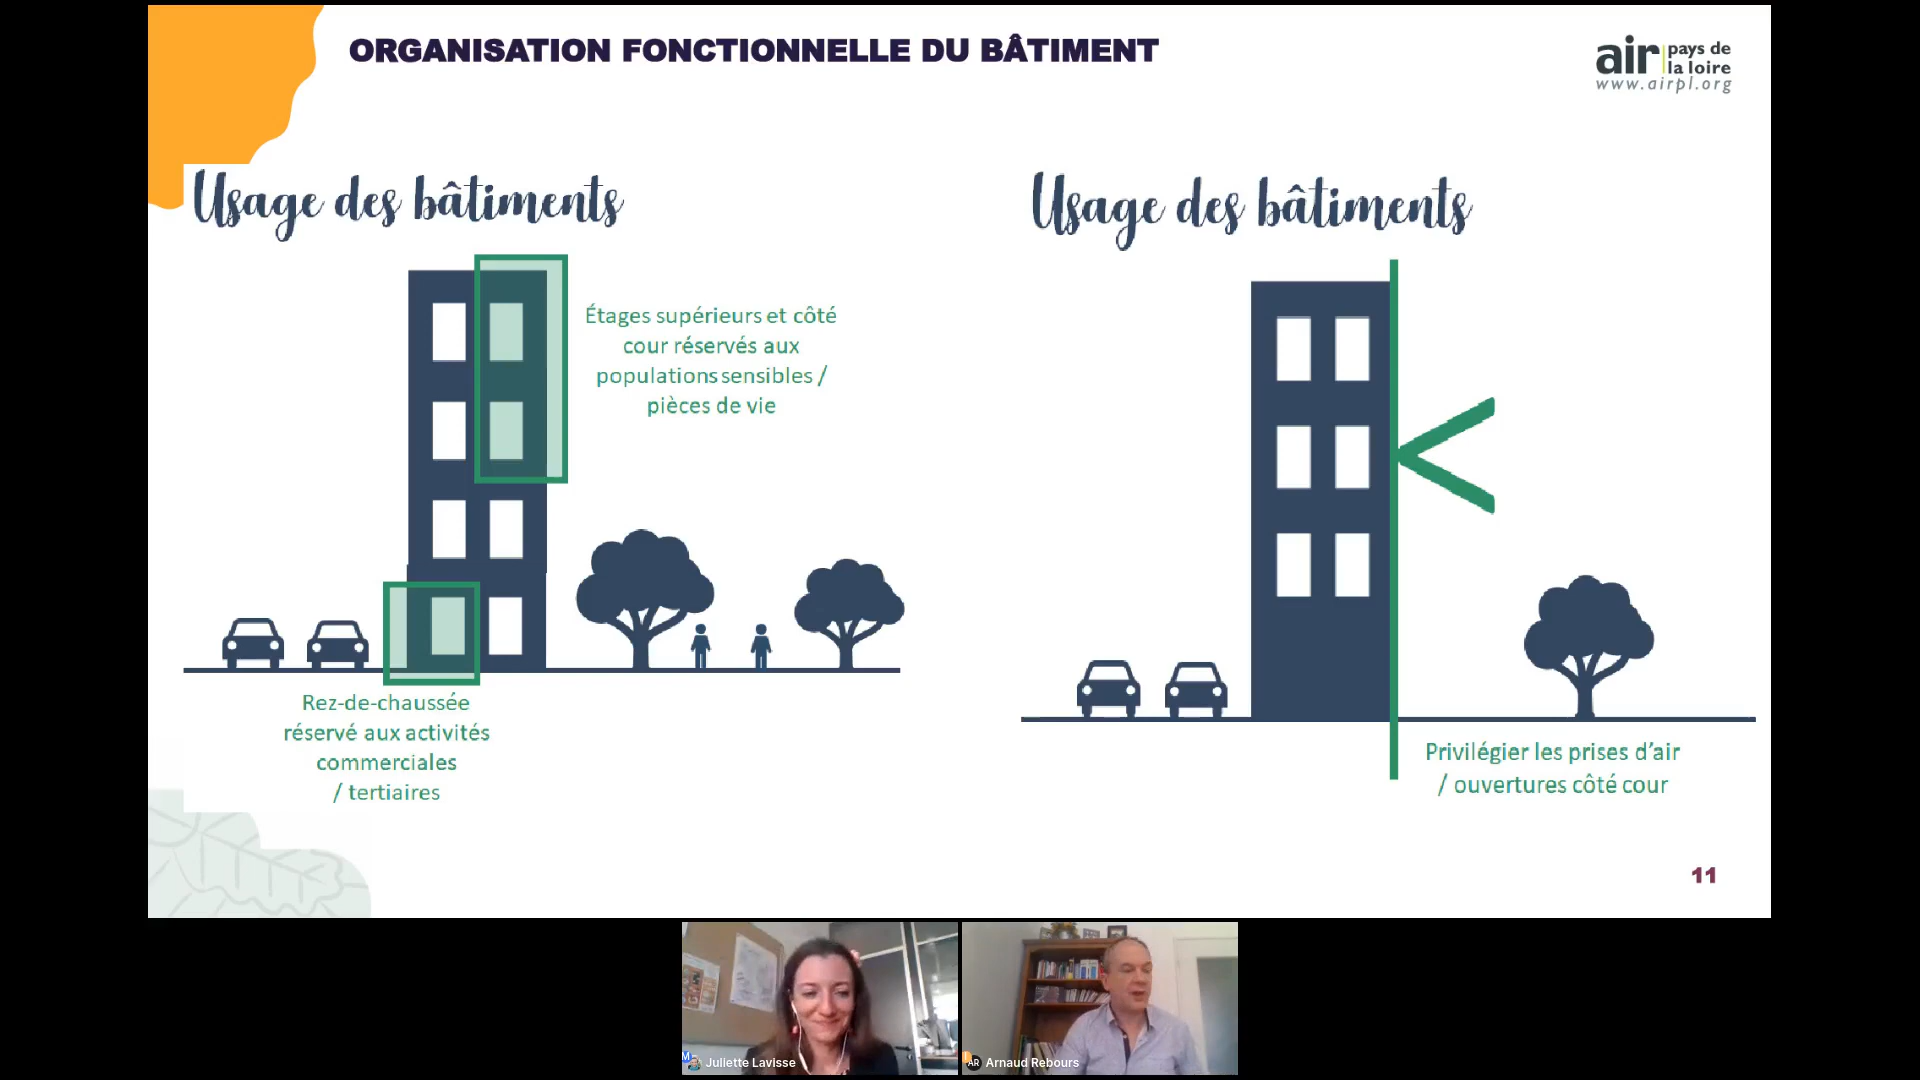 ORGANISATION FONCTIONNELLE DU BÂTIMENT
air pays de
la loire
www.airpl.org
Usage des bâtiments
Étages supérieurs et côté
cour réservés aux
populations sensibles /
pièces de vie
Rez-de-chaussée
réservé aux activités
commerciales
/ tertiaires
Usage des bâtiments
Privilégier les prises d'air
/ ouvertures côté cour
11
Juliette Lavisse
AR Arnaud Rebours